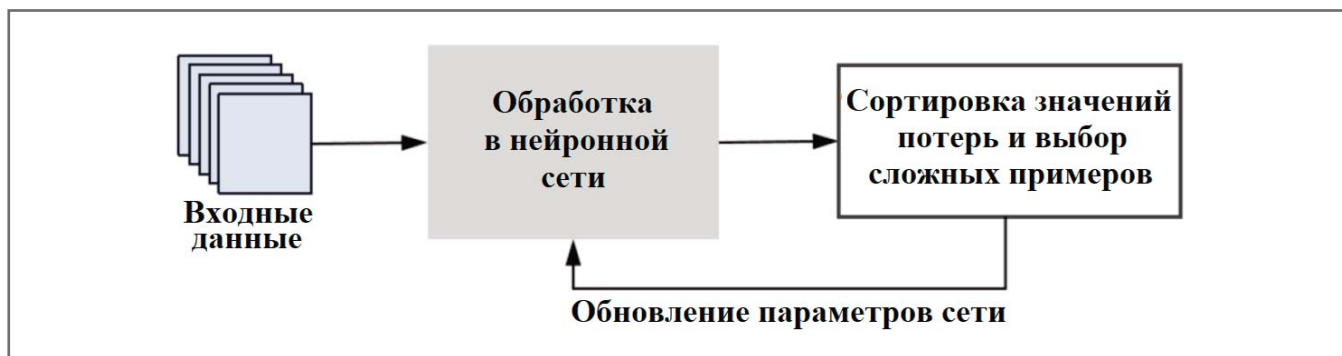 Входные
данные
Обработка
в нейронной
сети
Сортировка значений
потерь и выбор
сложных примеров
Обновление параметров сети